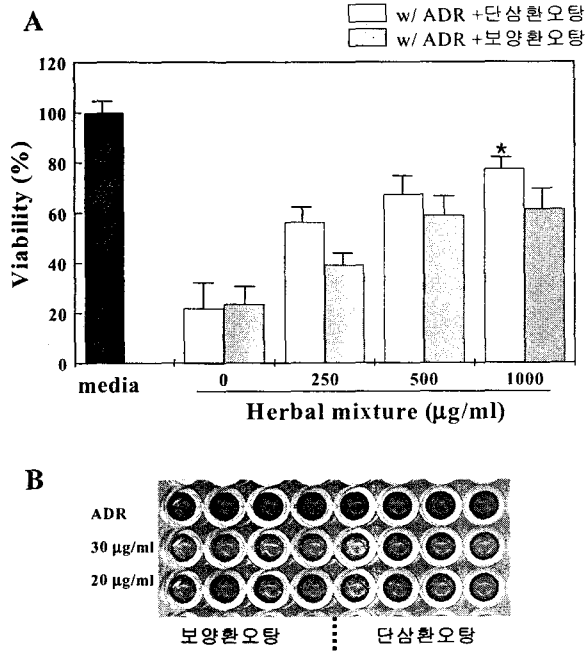 A
w/ ADR +단삼환오탕
w/ ADR +보양환오탕
120
100
80
60
40
20
0
Viability (%)
*
media
0 250 500 1000
Herbal mixture (μg/ml)
B
ADR
30 μg/ml
20 μg/ml
보양환오탕 단삼환오탕